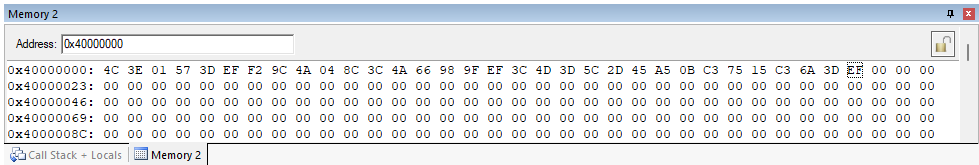 Memory 2
Address: 0x40000000
0x40000000: 4C 3E 01 57 3D EF F2 9C 4A 04 8C 3C 4A 66 98 9F EF 3C 4D 3D 5C 2D 45 A5 0B C3 75 15 C3 6A 3D EF 00 00 00
0x40000023: 00 00 00 00 00 00 00 00 00 00 00 00 00 00 00 00 00 00 00 00 00 00 00 00 00 00 00 00 00 00 00 00 00 00 00
0x40000046: 00 00 00 00 00 00 00 00 00 00 00 00 00 00 00 00 00 00 00 00 00 00 00 00 00 00 00 00 00 00 00 00 00 00 00
0x40000069: 00 00 00 00 00 00 00 00 00 00 00 00 00 00 00 00 00 00 00 00 00 00 00 00 00 00 00 00 00 00 00 00 00 00 00
0x4000008C: 00 00 00 00 00 00 00 00 00 00 00 00 00 00 00 00 00 00 00 00 00 00 00 00 00 00 00 00 00 00 00 00 00 00 00
Call Stack + Locals Memory 2